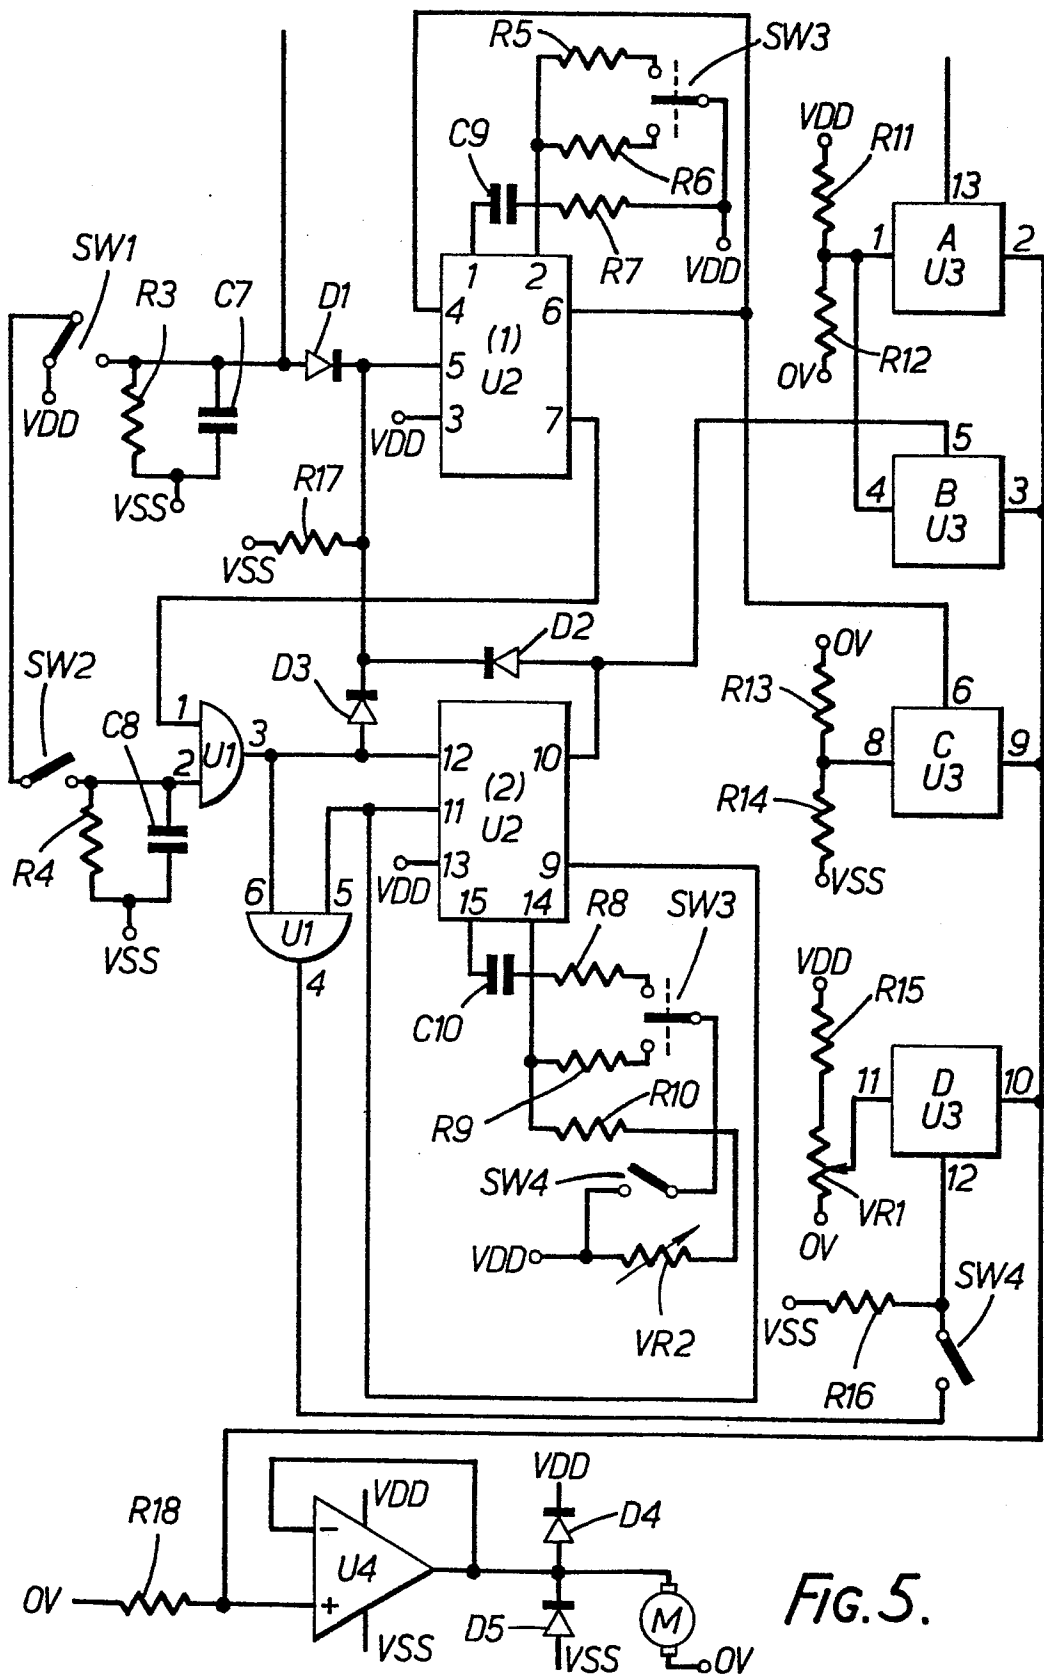 R5
SW3
C9
R6
R7
VDD
VDD
R11
R12
0V
13
1
A
U3
2
SW1
R3
C7
D1
VDD
VSS
1
2
4
(1)
6
5
U2
3
7
VDD
R17
VSS
5
4
B
U3
3
D2
D3
SW2
C8
1
2
U1
3
R4
VSS
6
5
U1
4
12
(2)
10
11
U2
13
9
15
14
VDD
0V
R13
R14
VSS
6
8
C
U3
9
R8
SW3
C10
R9
R10
SW4
VDD
VR2
VDD
R15
11
D
U3
10
12
VR1
0V
VSS
R16
SW4
R18
0V
VDD
−
U4
+
VSS
VDD
D4
D5
VSS
M
0V
FIG. 5.